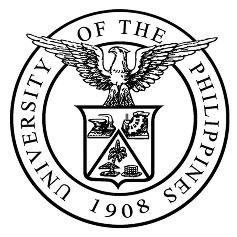 UNIVERSITY OF THE PHILIPPINES
1908